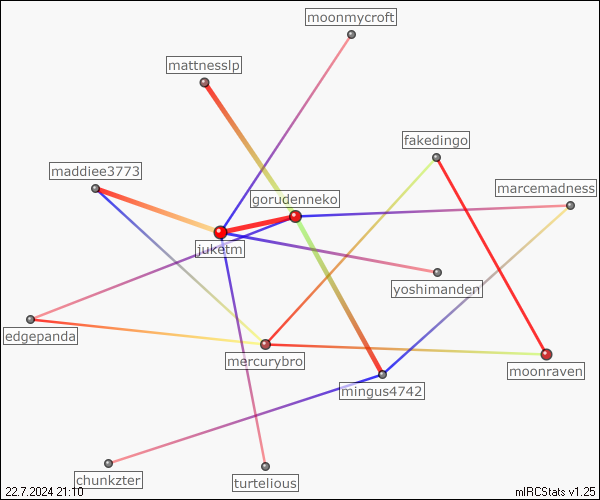 moonmycroft
mattnesslp
fakedingo
maddiee3773
marcemadness
gorudenneko
juketm
yoshimanden
edgepanda
mercurybro
moonraven
mingus4742
chunkzter
turtelious
22.7.2024 21:10
mIRCStats v1.25